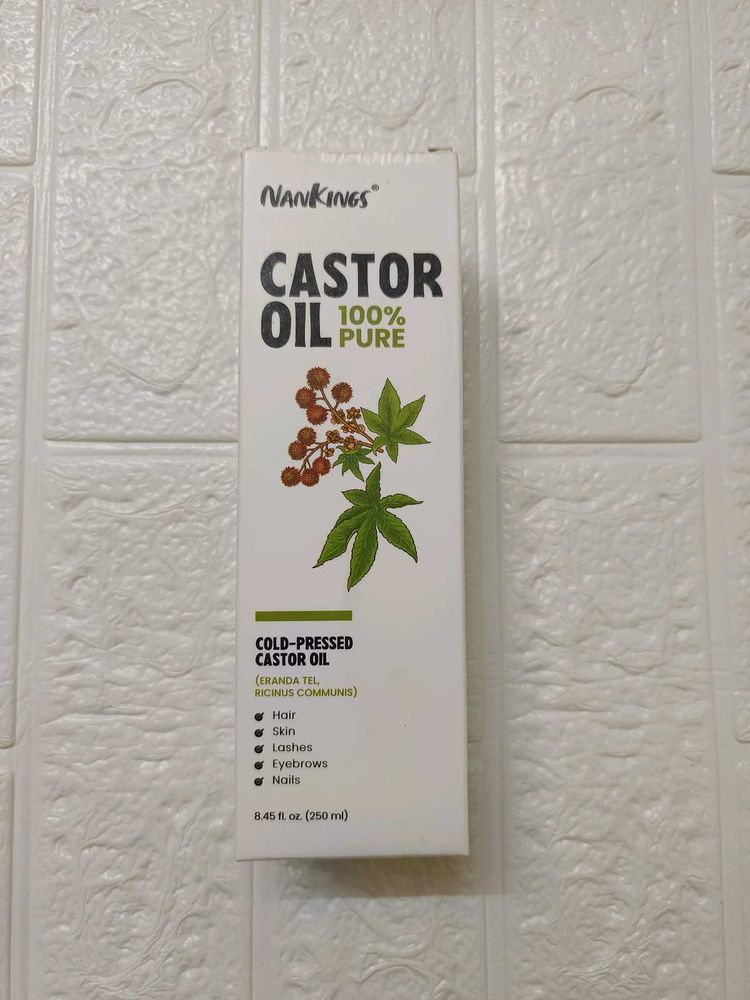 NANKINGS®
CASTOR
OIL 100%
PURE
COLD-PRESSED
CASTOR OIL
(ERANDA TEL,
RICINUS COMMUNIS)
Hair
Skin
Lashes
Eyebrows
Nails
8.45 fl. oz. (250 ml)